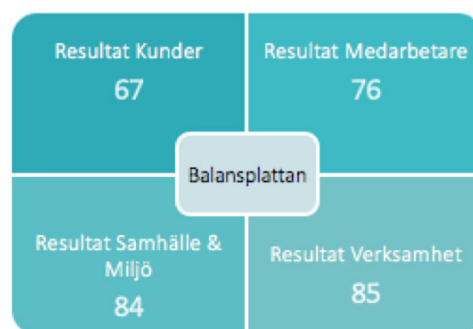 Resultat Kunder
67
Resultat Medarbetare
76
Balansplattan
Resultat Samhälle &
Miljö
84
Resultat Verksamhet
85